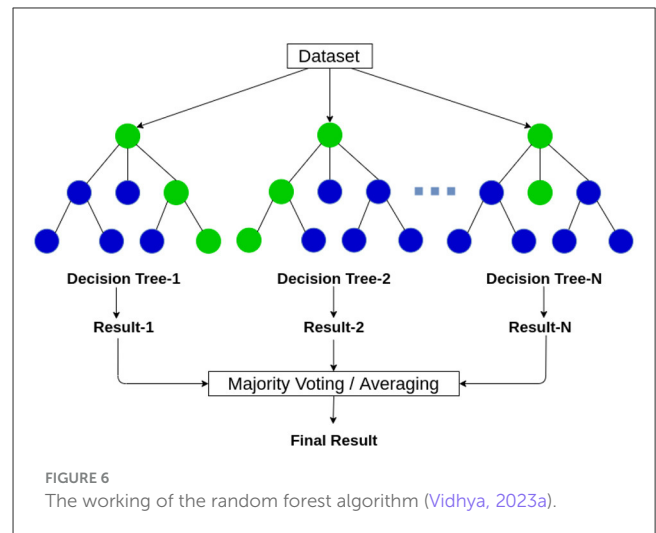 Dataset
Decision Tree-1 Decision Tree-2 Decision Tree-N
Result-1 Result-2 Result-N
Majority Voting / Averaging
Final Result
FIGURE 6
The working of the random forest algorithm (Vidhya, 2023a).